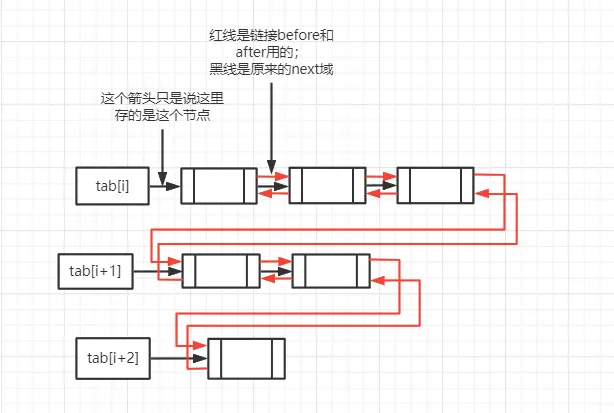 红线是链接before和
after用的；
黑线是原来的next域
这个箭头只是说这里
存的是这个节点
tab[i]
tab[i+1]
tab[i+2]